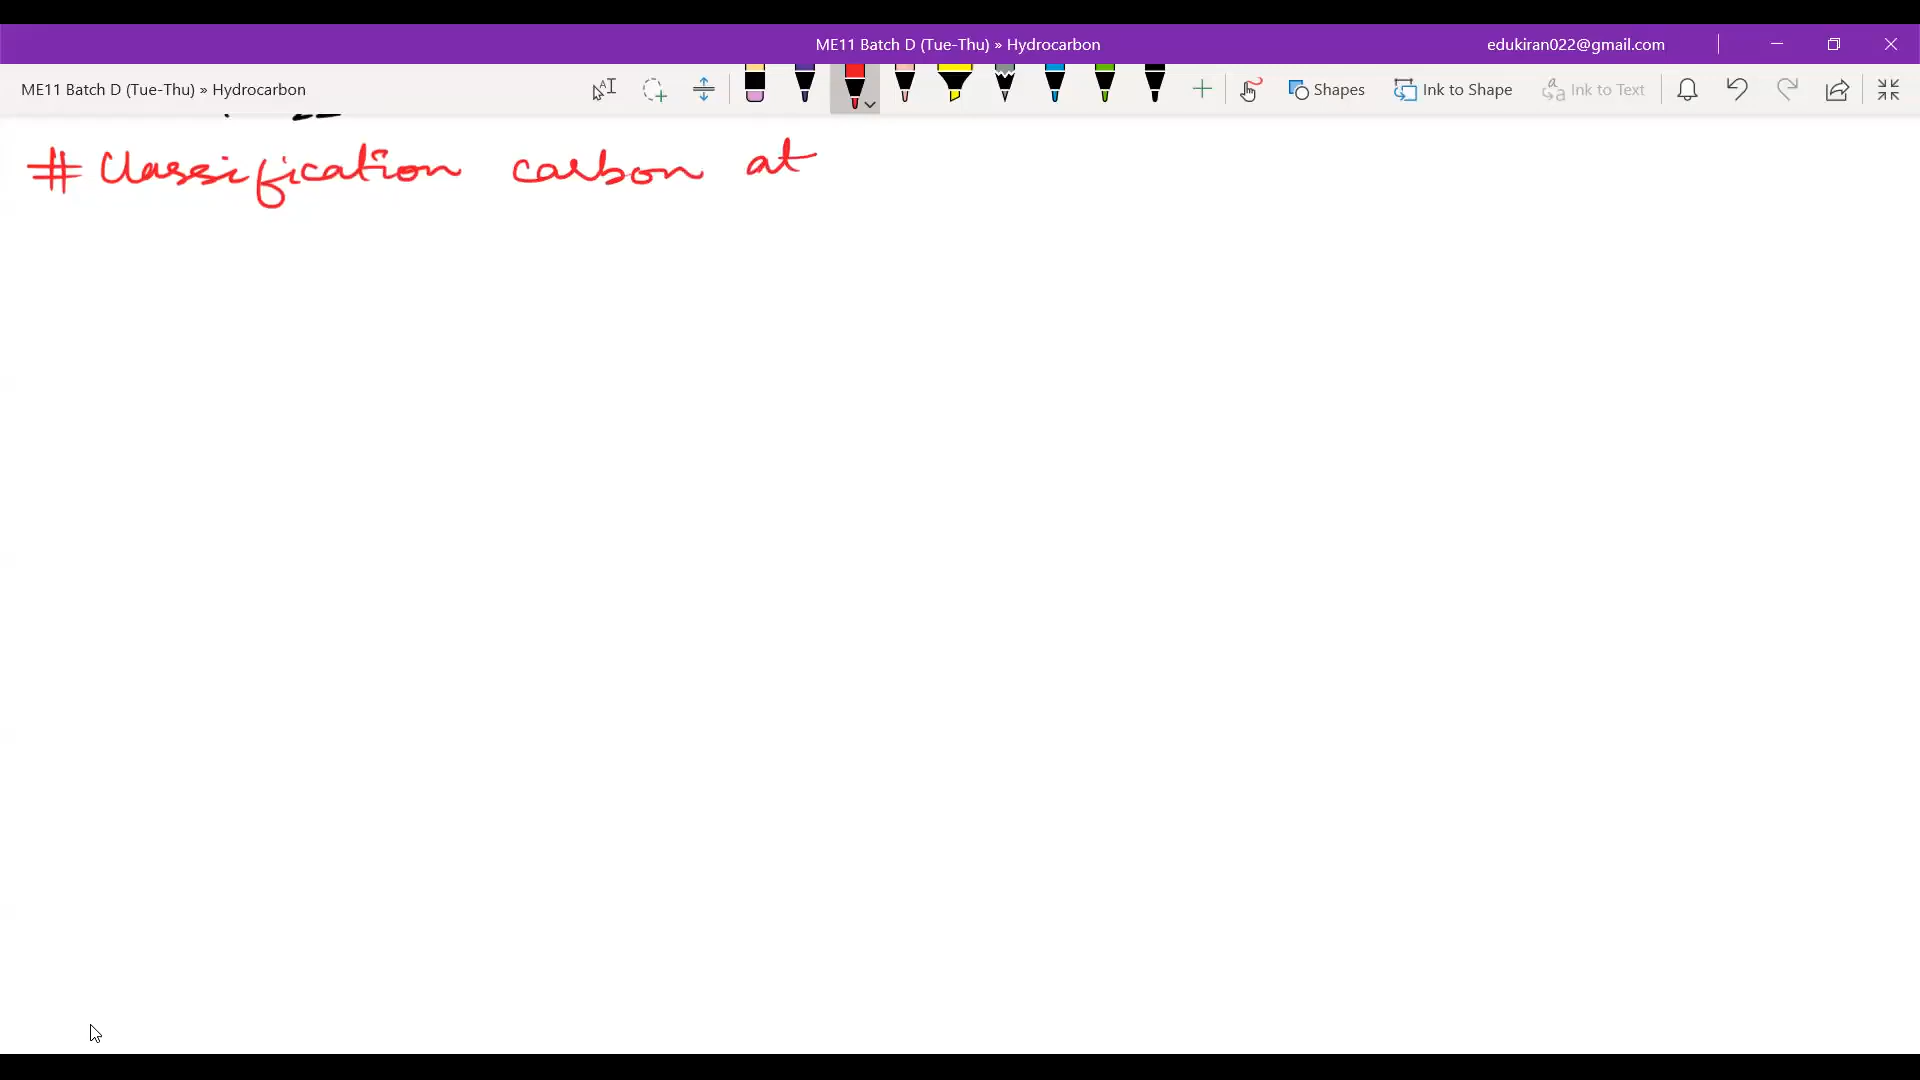 ME11 Batch D (Tue-Thu) » Hydrocarbon
edukiran022@gmail.com
ME11 Batch D (Tue-Thu) » Hydrocarbon
Shapes
Ink to Shape
Ink to Text
# Classification carbon at